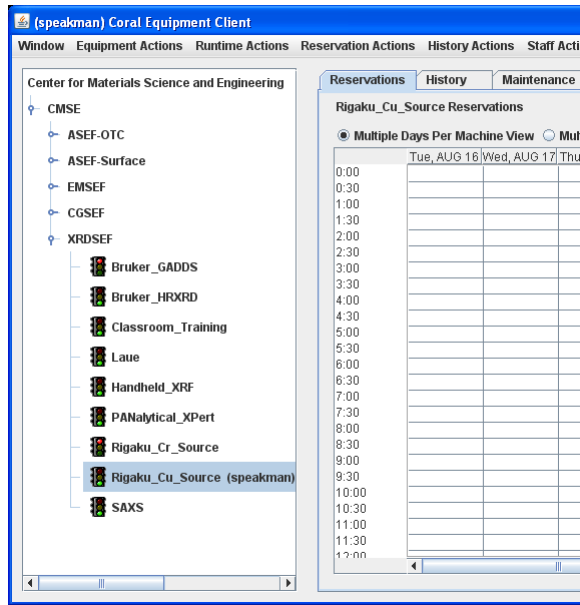 (speakman) Coral Equipment Client
Window Equipment Actions Runtime Actions Reservation Actions History Actions Staff Acti
Center for Materials Science and Engineering
CMSE
ASEF-OTC
ASEF-Surface
EMSEF
CGSEF
XRDSEF
Bruker_GADDS
Bruker_HRXRD
Classroom_Training
Laue
Handheld_XRF
PANalytical_XPert
Rigaku_Cr_Source
Rigaku_Cu_Source (speakman)
SAXS
Reservations History Maintenance
Rigaku_Cu_Source Reservations
Multiple Days Per Machine View Mul
Tue, AUG 16 Wed, AUG 17 Thu
0:00
0:30
1:00
1:30
2:00
2:30
3:00
3:30
4:00
4:30
5:00
5:30
6:00
6:30
7:00
7:30
8:00
8:30
9:00
9:30
10:00
10:30
11:00
11:30
12:00